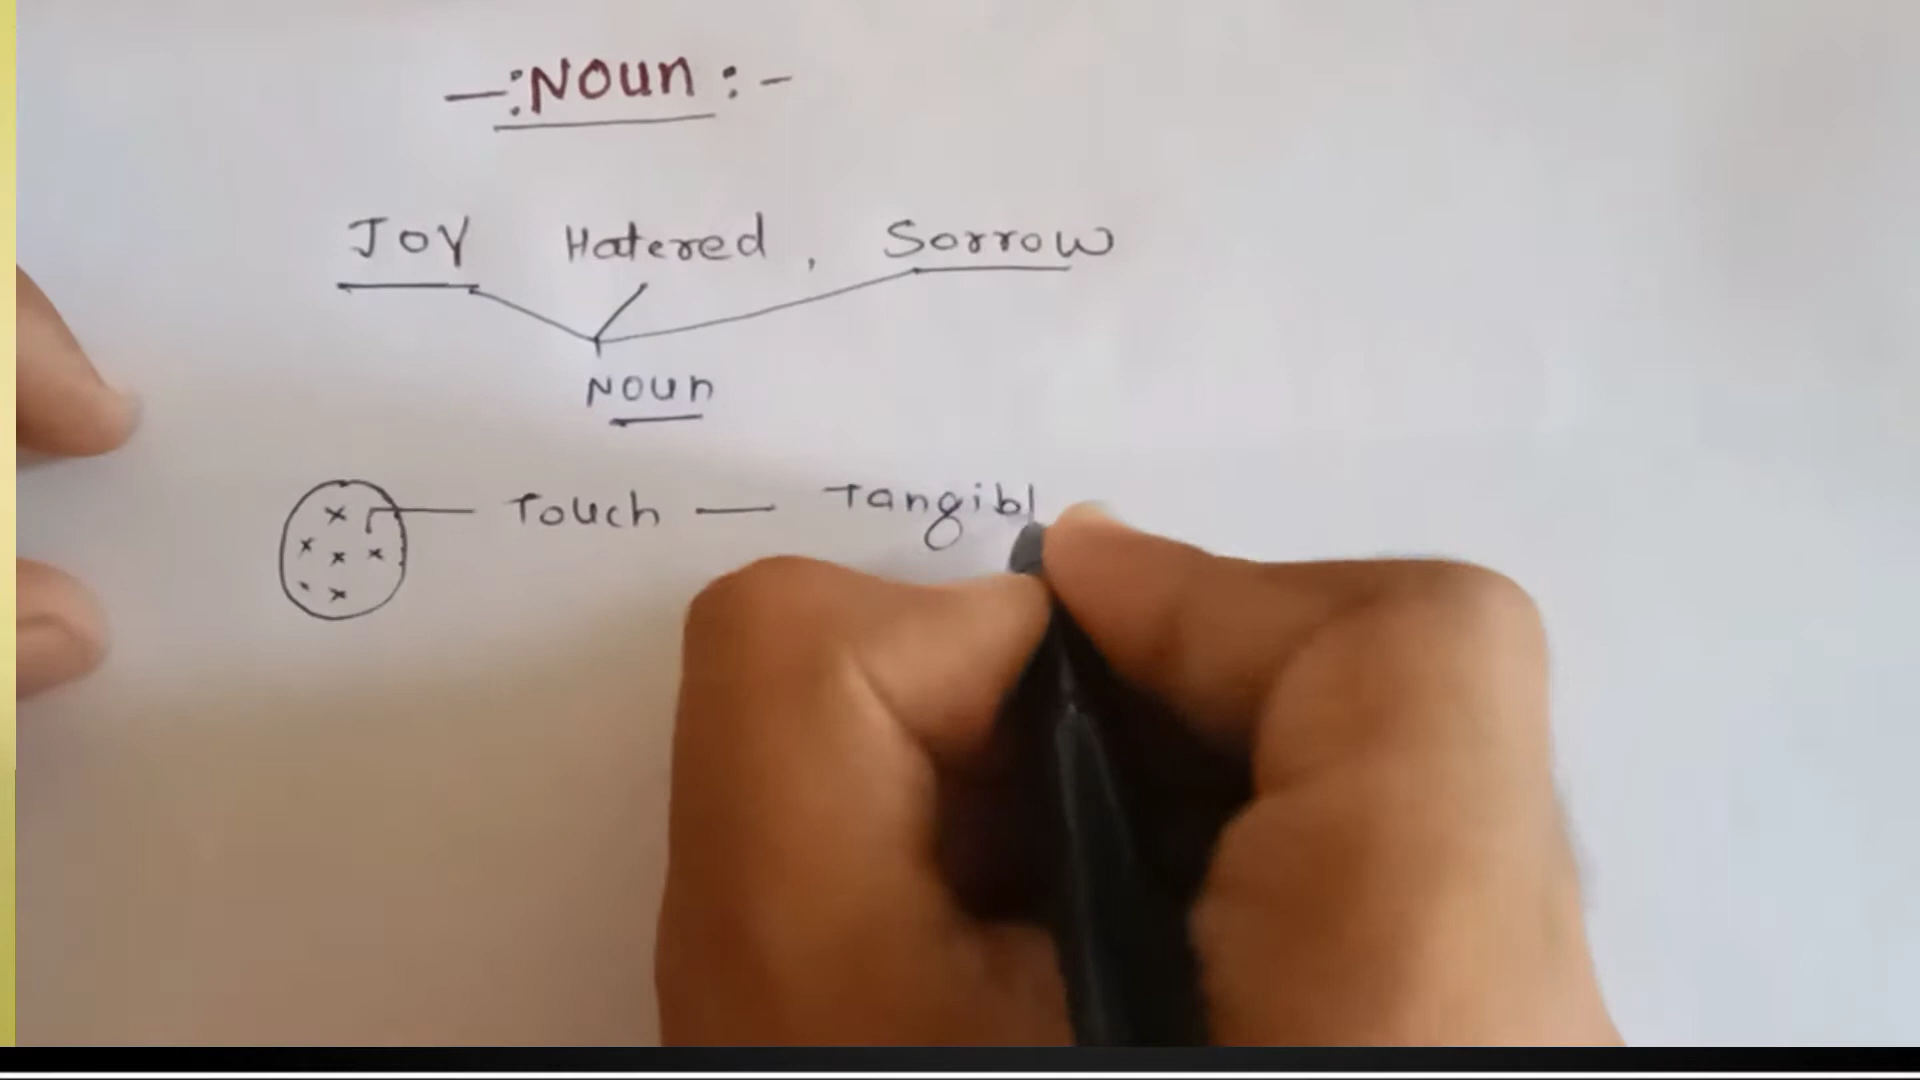 -: Noun :-
Joy Hatered, Sorrow
Noun
Touch — Tangibl